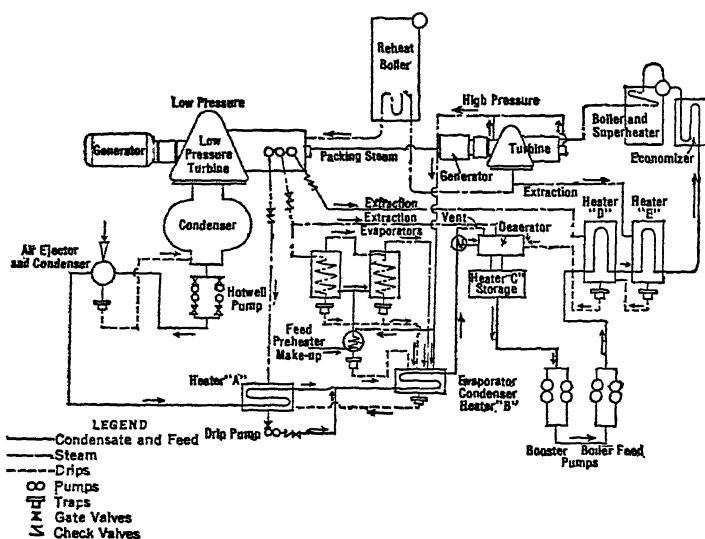 Reheat
Boiler
Low Pressure
High Pressure
Boiler and
Superheater
Generator
Low
Pressure
Turbine
Turbine
Packing Steam
Generator
Economizer
Extraction
Extraction
Extraction
Evaporators
Vent
Deaerator
Heater
"D"
Heater
"E"
Condenser
Air Ejector
and Condenser
Heater "C"
Storage
Hotwell
Pump
Feed
Preheater
Make-up
Heater "A"
Evaporator
Condenser
Heater "B"
Drip Pump
Booster
Boiler Feed
Pumps
LEGEND
Condensate and Feed
Steam
Drips
Pumps
Traps
Gate Valves
Check Valves